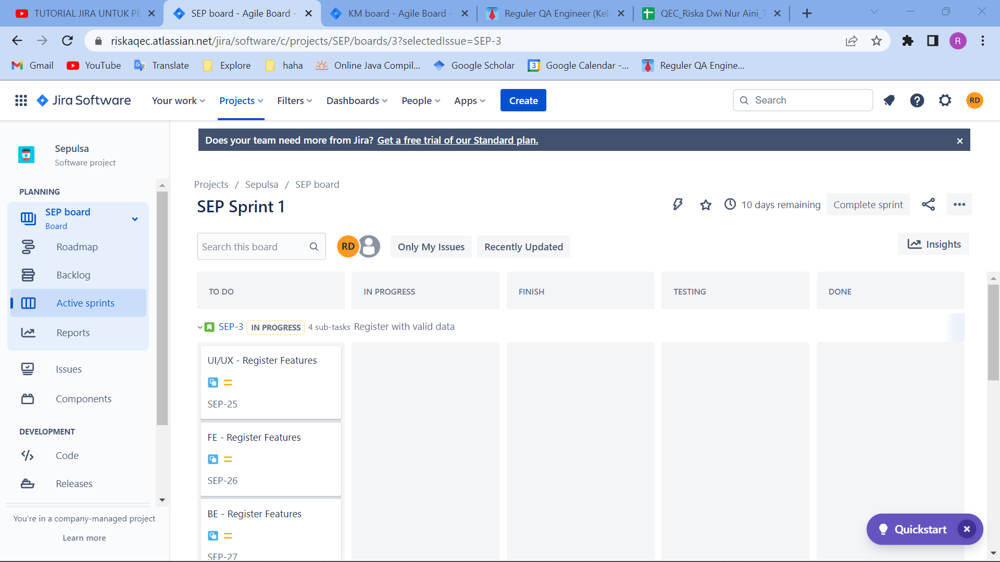 TUTORIAL JIRA UNTUK PE
SEP board - Agile Board -
KM board - Agile Board -
Reguler QA Engineer (Kela
QEC_Riska Dwi Nur Aini_T
riskaqec.atlassian.net/jira/software/c/projects/SEP/boards/3?selectedIssue=SEP-3
R
Gmail
YouTube
Translate
Explore
haha
Online Java Compil...
Google Scholar
3
Google Calendar -...
Reguler QA Engine...
Jira Software
Your work
Projects
Filters
Dashboards
People
Apps
Create
Search
RD
Does your team need more from Jira? Get a free trial of our Standard plan.
Sepulsa
Software project
PLANNING
SEP board
Board
Roadmap
Backlog
Active sprints
Reports
Issues
Components
DEVELOPMENT
Code
Releases
You're in a company-managed project
Learn more
Projects / Sepulsa / SEP board
SEP Sprint 1
10 days remaining
Complete sprint
Search this board
RD
Only My Issues
Recently Updated
Insights
TO DO
IN PROGRESS
FINISH
TESTING
DONE
SEP-3 IN PROGRESS 4 sub-tasks Register with valid data
UI/UX - Register Features
SEP-25
FE - Register Features
SEP-26
BE - Register Features
SEP-27
Quickstart